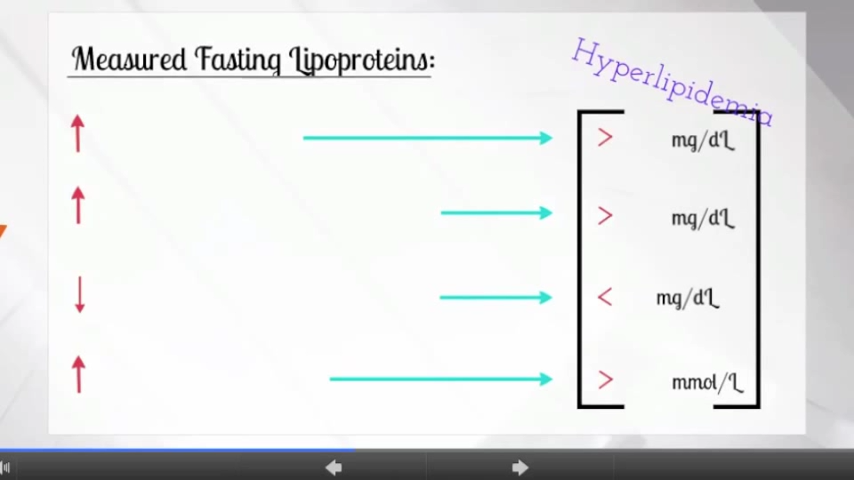 Measured Fasting Lipoproteins:
Hyperlipidemia
> mg/dL
> mg/dL
< mg/dL
> mmol/L